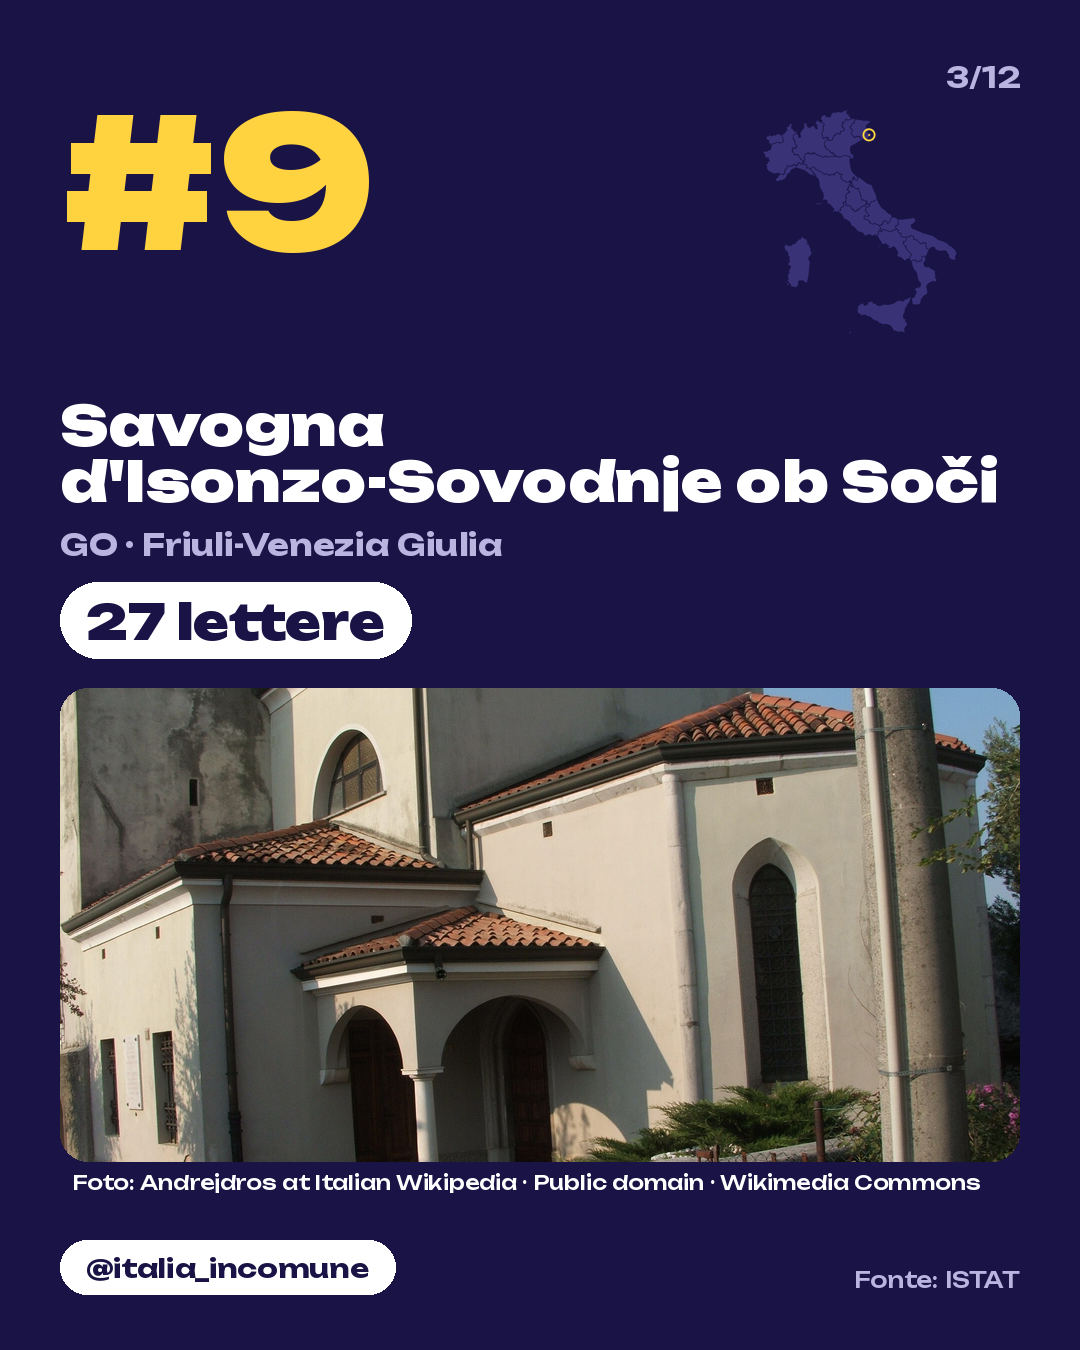 3/12
#9
Savogna
d'Isonzo-Sovodnje ob Soči
GO · Friuli-Venezia Giulia
27 lettere
Foto: Andrejdros at Italian Wikipedia · Public domain · Wikimedia Commons
@italia_incomune
Fonte: ISTAT